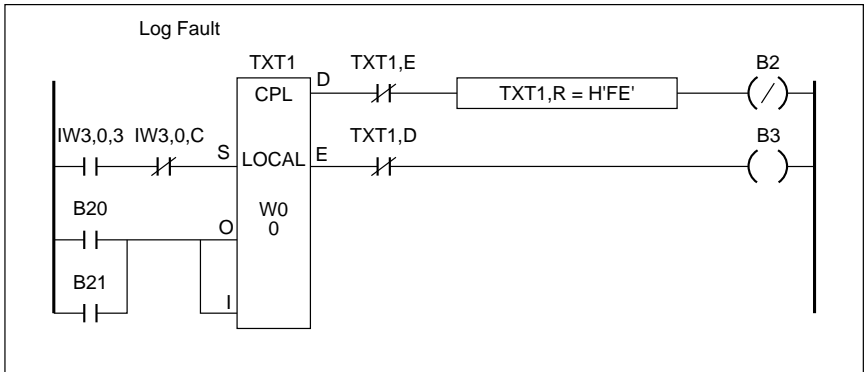 Log Fault
TXT1
TXT1,E
B2
D
CPL
TXT1,R = H'FE'
IW3,0,3
IW3,0,C
TXT1,D
B3
S
LOCAL
E
B20
W0
O
0
B21
I